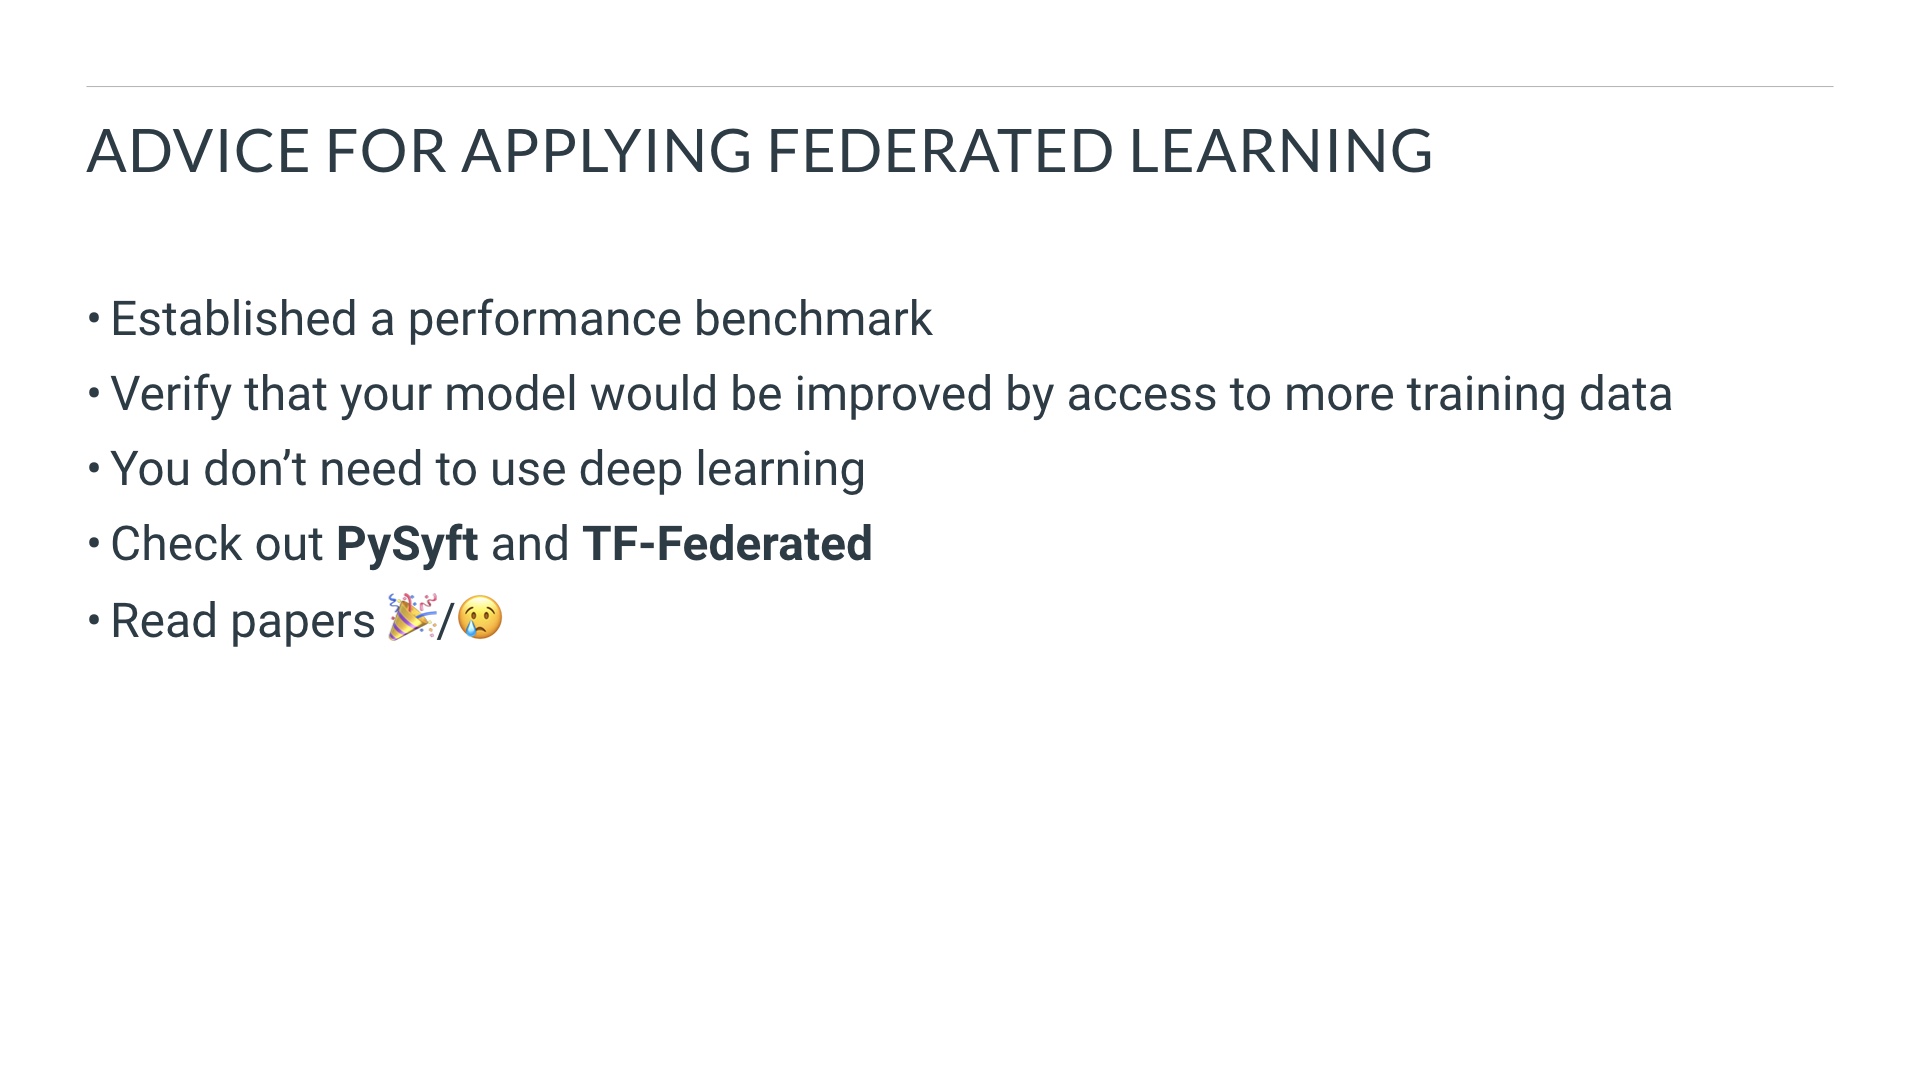 ADVICE FOR APPLYING FEDERATED LEARNING
• Established a performance benchmark
• Verify that your model would be improved by access to more training data
• You don’t need to use deep learning
• Check out PySyft and TF-Federated
• Read papers 🎉/😢